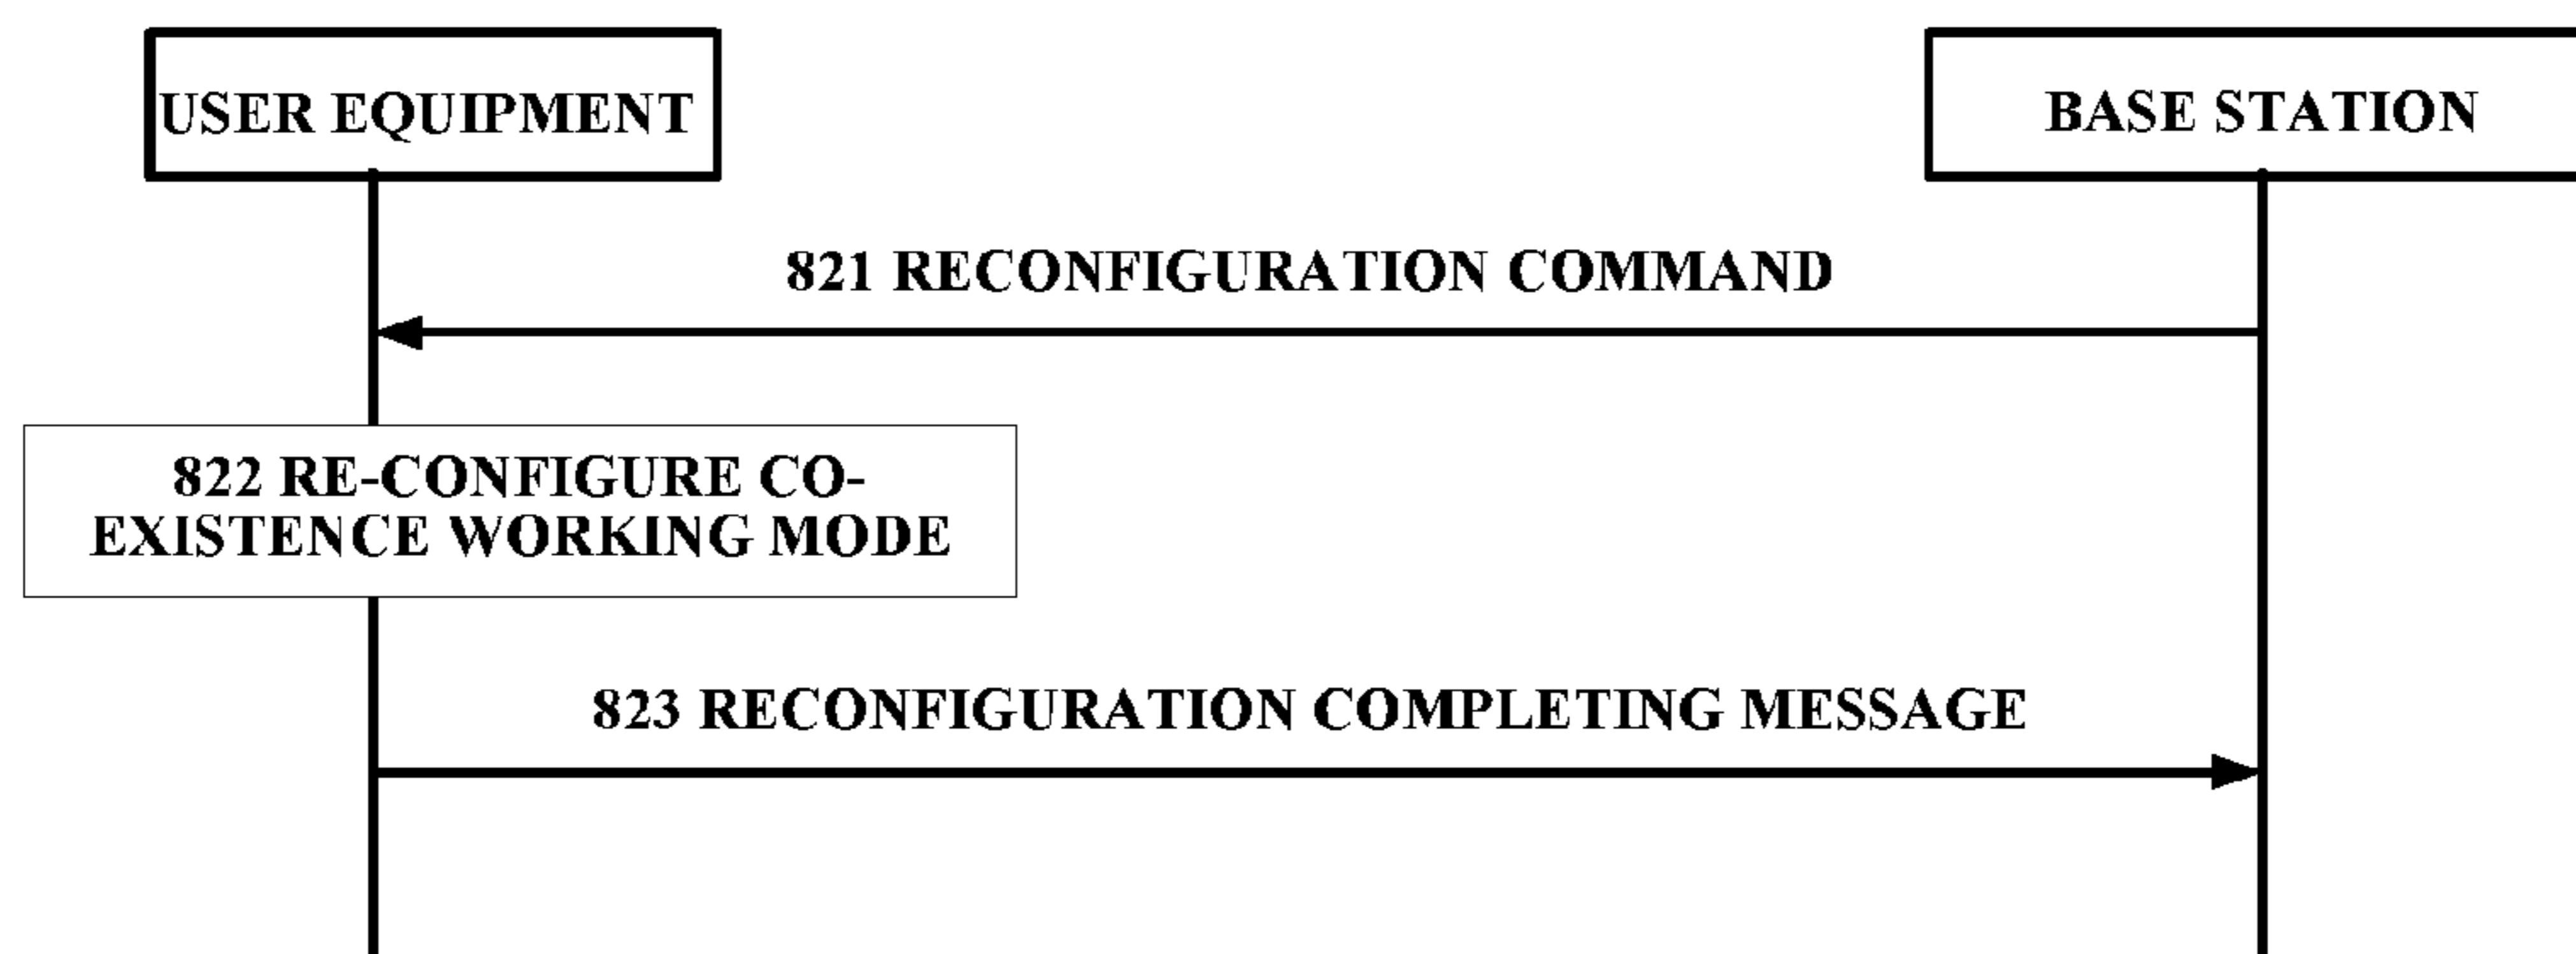 USER EQUIPMENT
BASE STATION
821 RECONFIGURATION COMMAND
822 RE-CONFIGURE CO-
EXISTENCE WORKING MODE
823 RECONFIGURATION COMPLETING MESSAGE